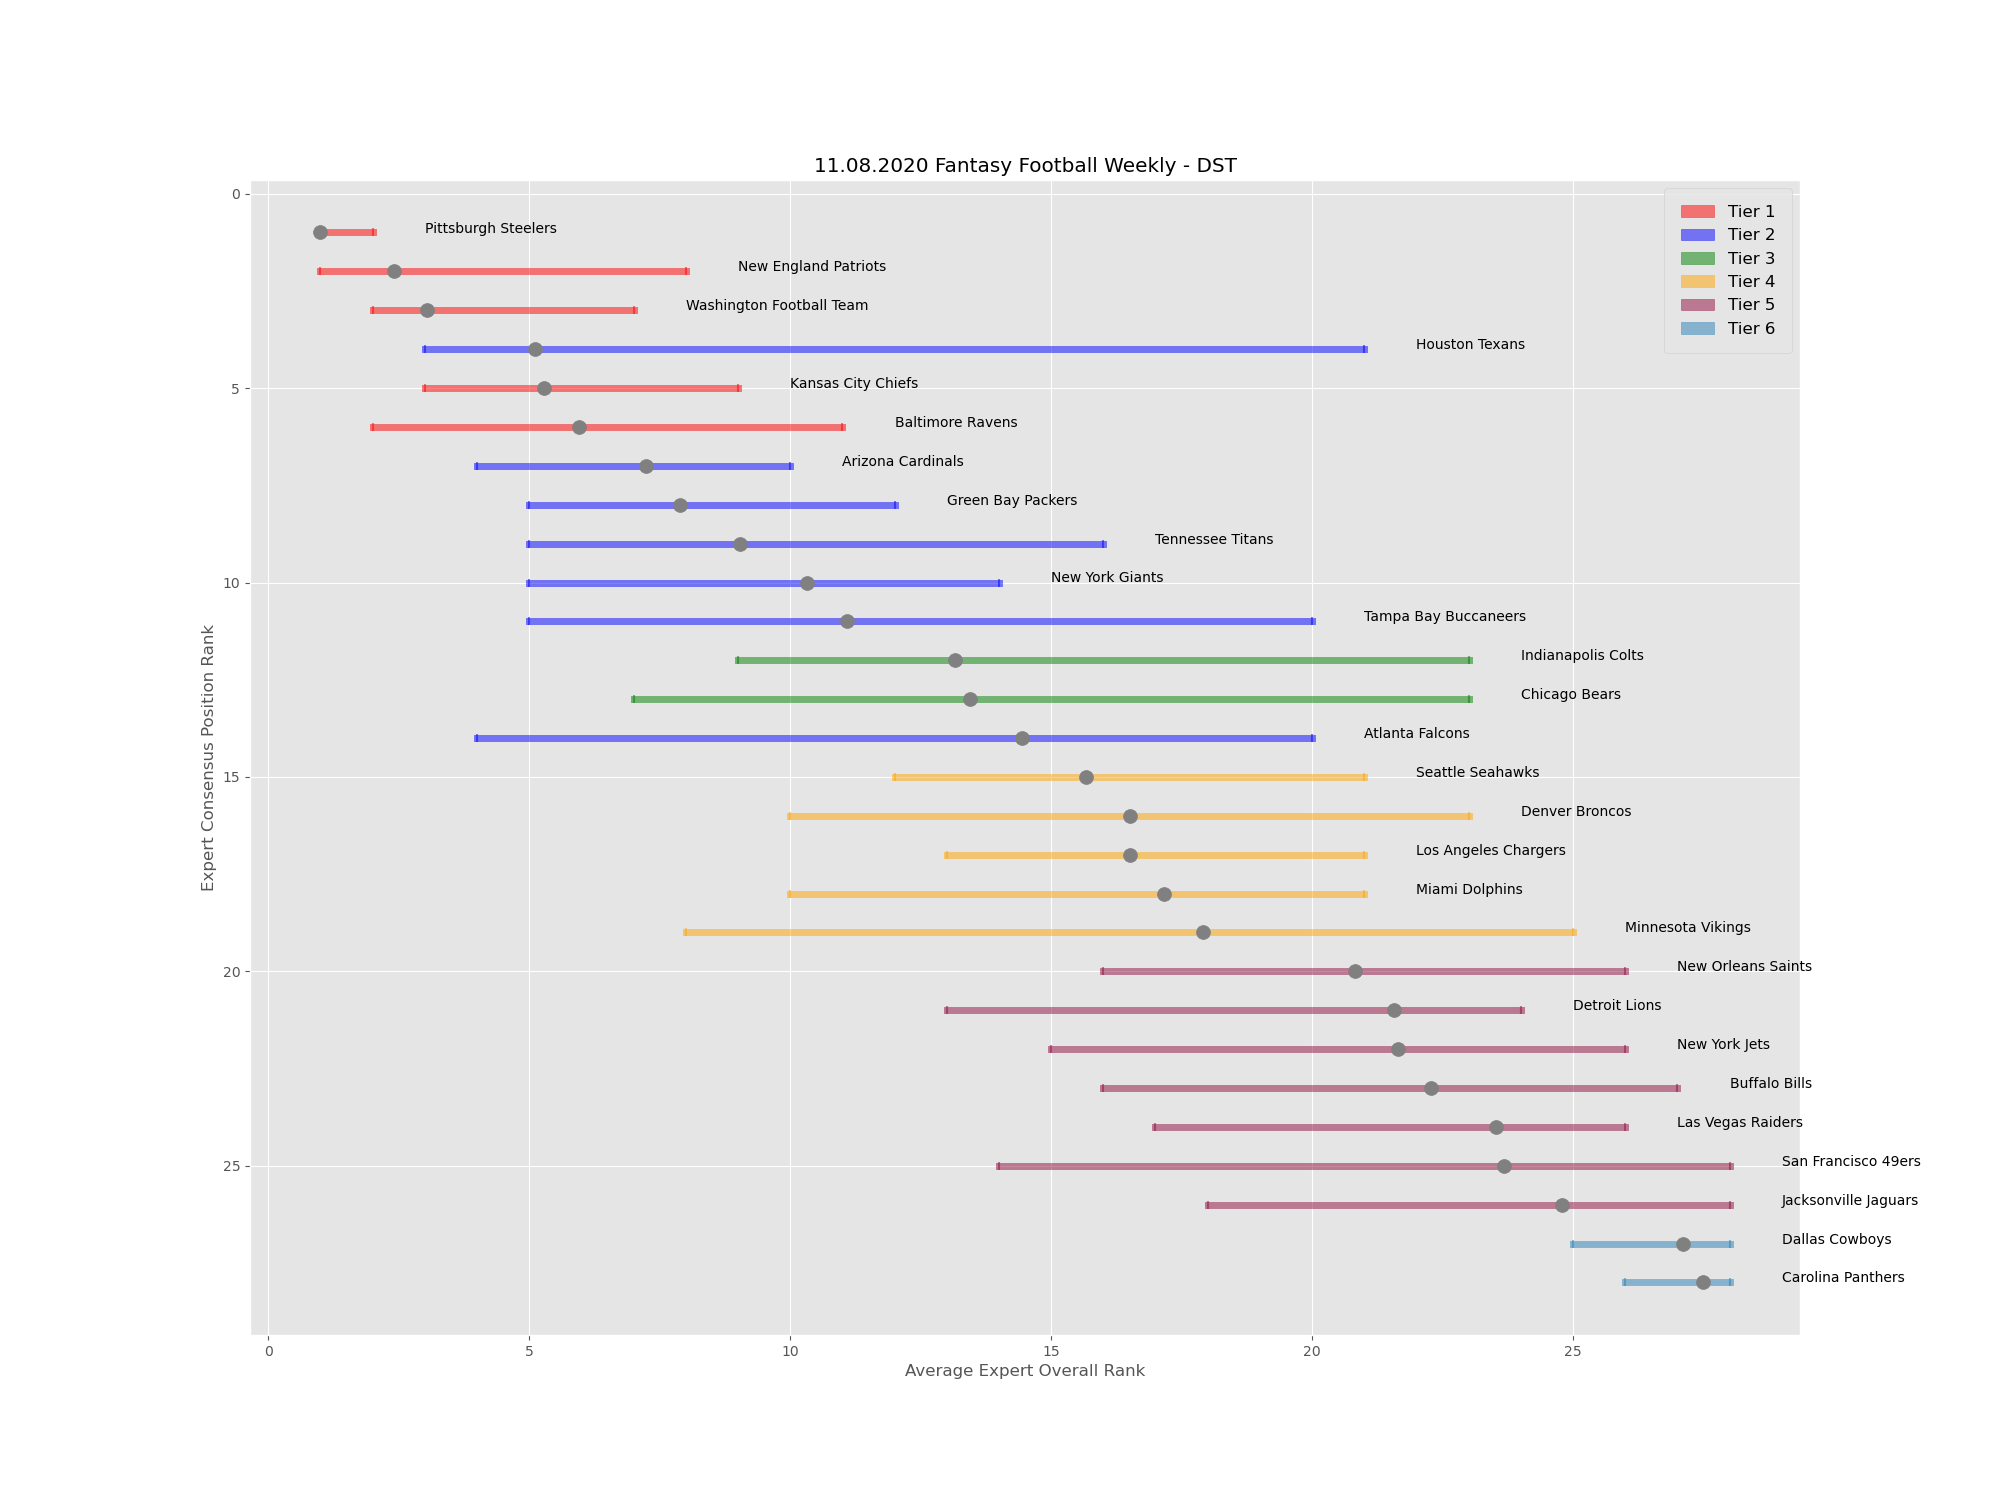 11.08.2020 Fantasy Football Weekly - DST
0
Tier 1
Pittsburgh Steelers
Tier 2
Tier 3
New England Patriots
Tier 4
Washington Football Team
Tier 5
Tier 6
Houston Texans
5
Kansas City Chiefs
Baltimore Ravens
Arizona Cardinals
Green Bay Packers
Tennessee Titans
10
New York Giants
Tampa Bay Buccaneers
Indianapolis Colts
Chicago Bears
Atlanta Falcons
15
Seattle Seahawks
Denver Broncos
Los Angeles Chargers
Miami Dolphins
Minnesota Vikings
20
New Orleans Saints
Detroit Lions
New York Jets
Buffalo Bills
Las Vegas Raiders
25
San Francisco 49ers
Jacksonville Jaguars
Dallas Cowboys
Carolina Panthers
Expert Consensus Position Rank
0 5 10 15 20 25
Average Expert Overall Rank